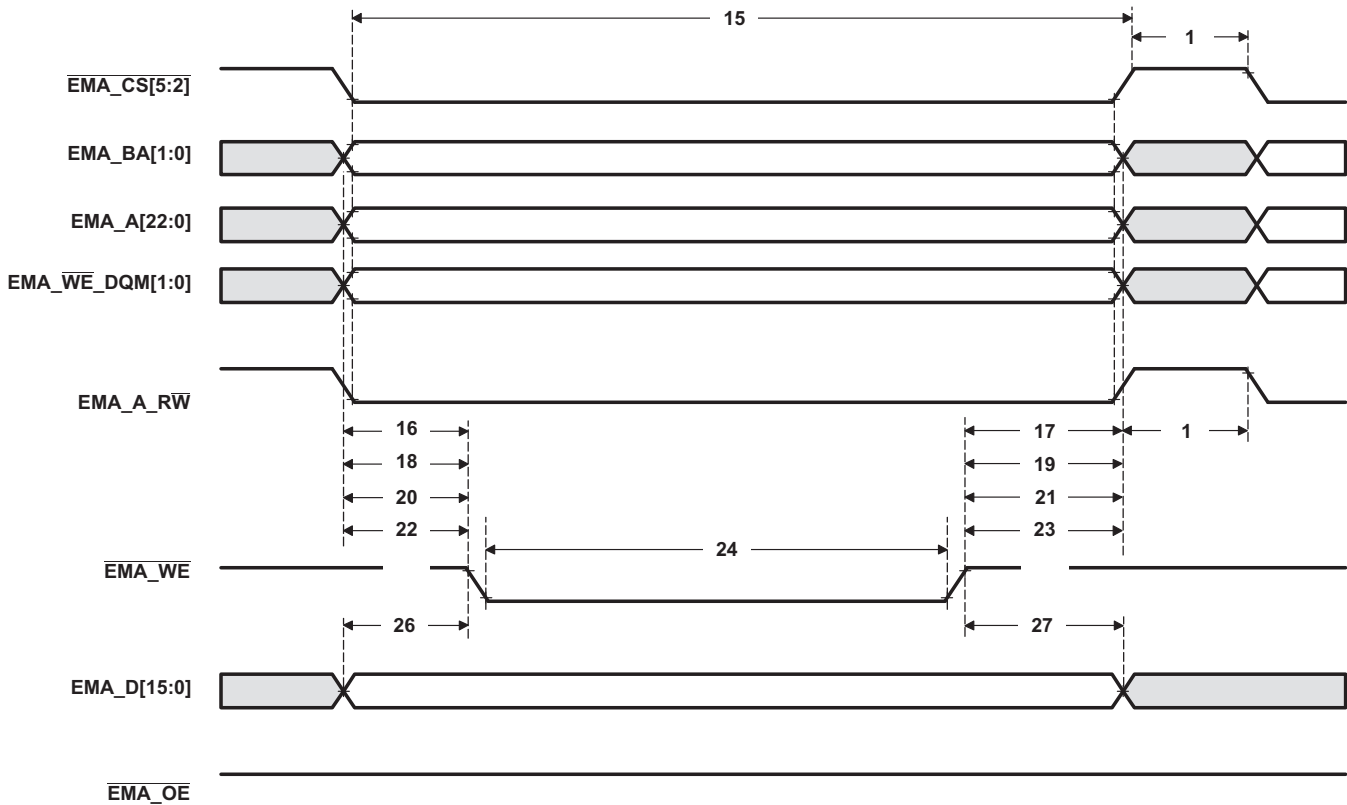 15
1
EMA_CS[5:2]
EMA_BA[1:0]
EMA_A[22:0]
EMA_WE_DQM[1:0]
EMA_A_RW
16 17 1
18 19
20 21
22 23
24
EMA_WE
26 27
EMA_D[15:0]
EMA_OE